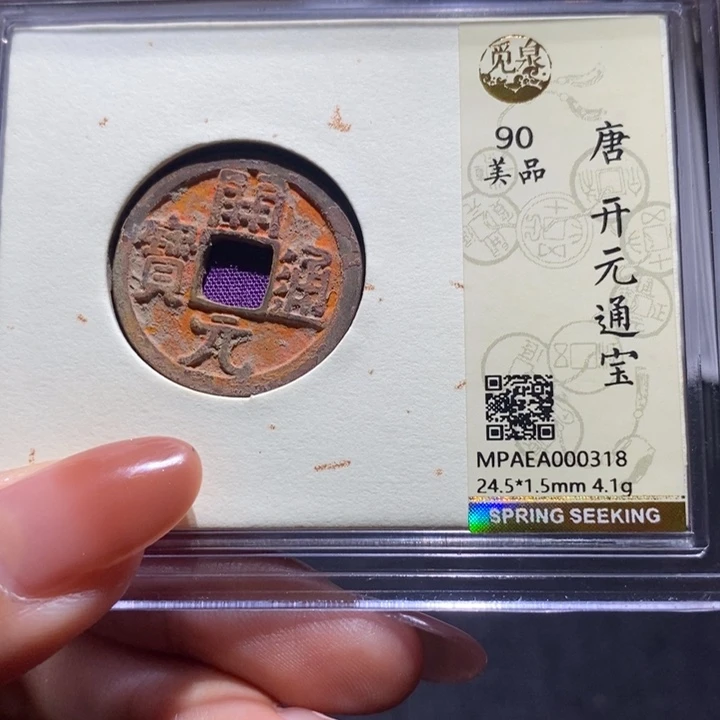 開
通
元
寶
觅泉
90
美品
唐 开元通宝
MPAEA000318
24.5*1.5mm 4.1g
SPRING SEEKING